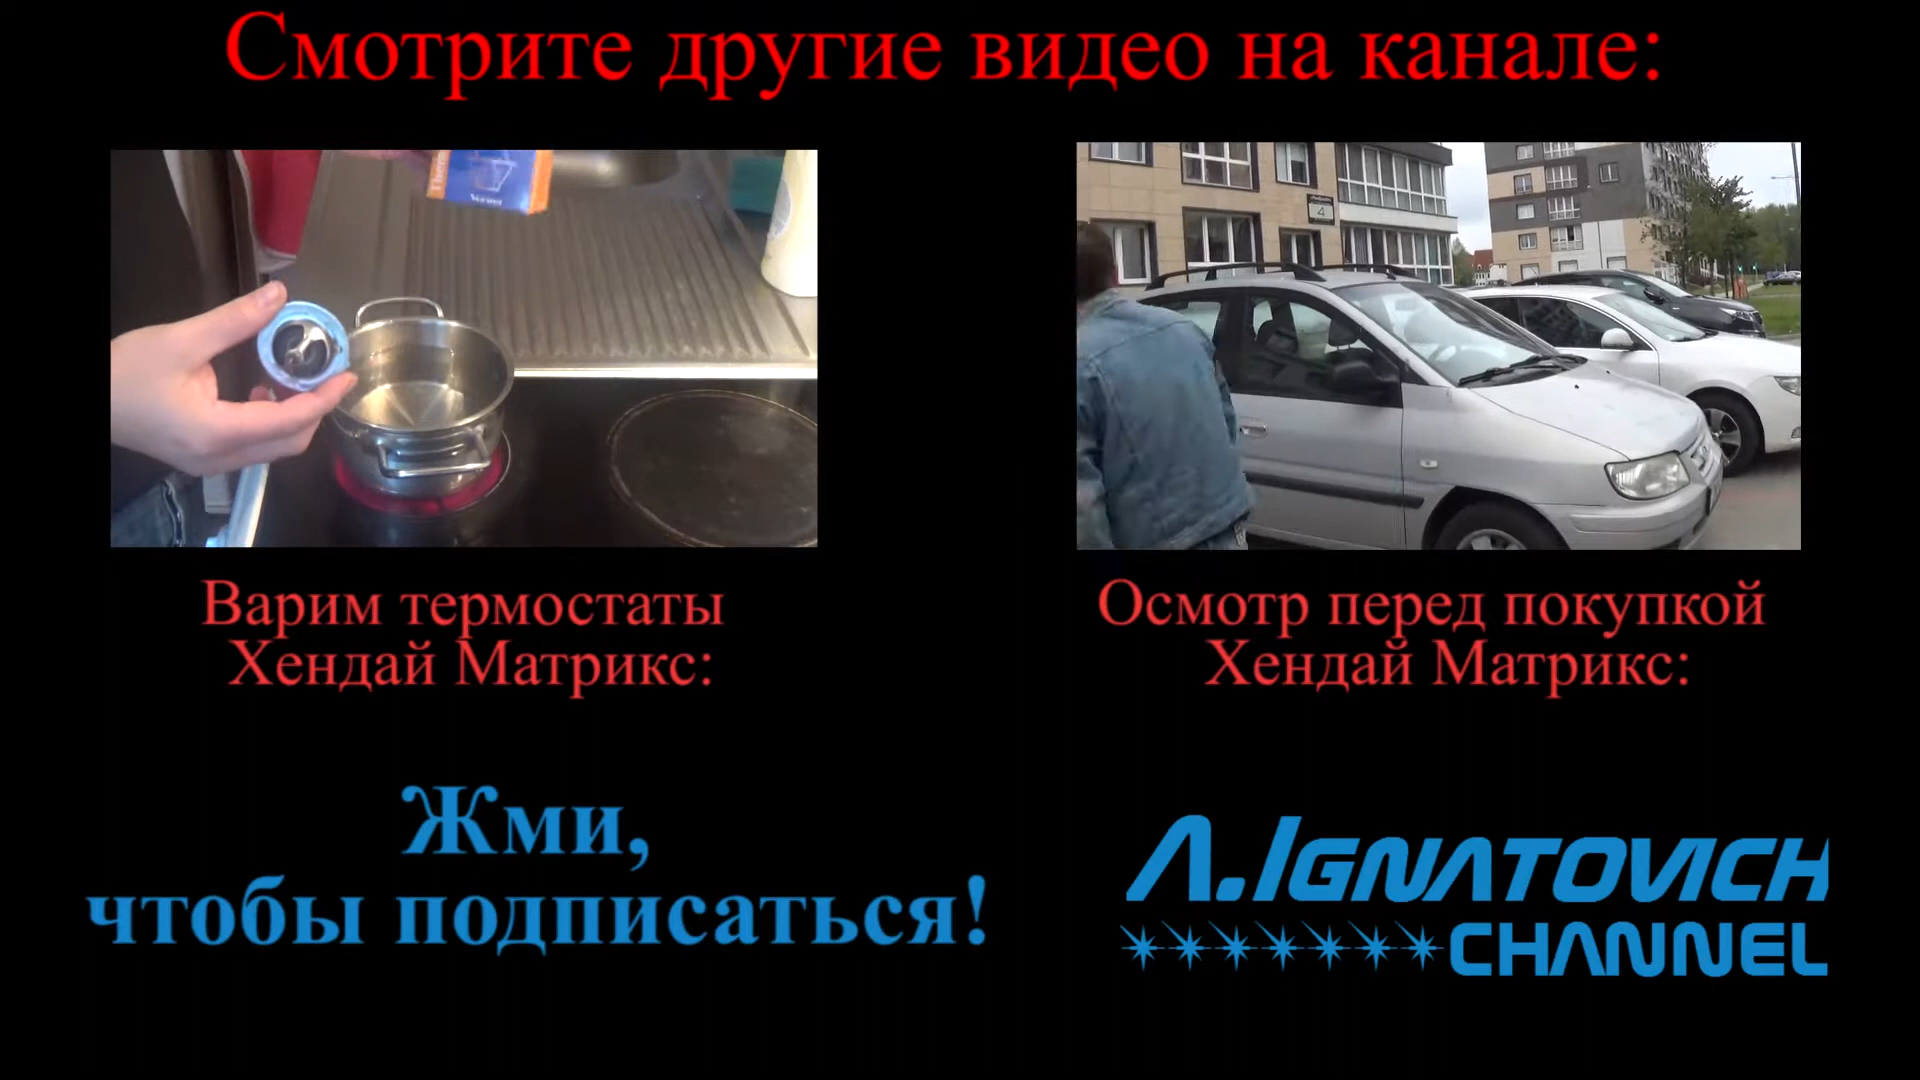 Смотрите другие видео на канале:
4
Варим термостаты
Хендай Матрикс:
Осмотр перед покупкой
Хендай Матрикс:
Жми,
чтобы подписаться!
A.IGNATOVICH
CHANNEL